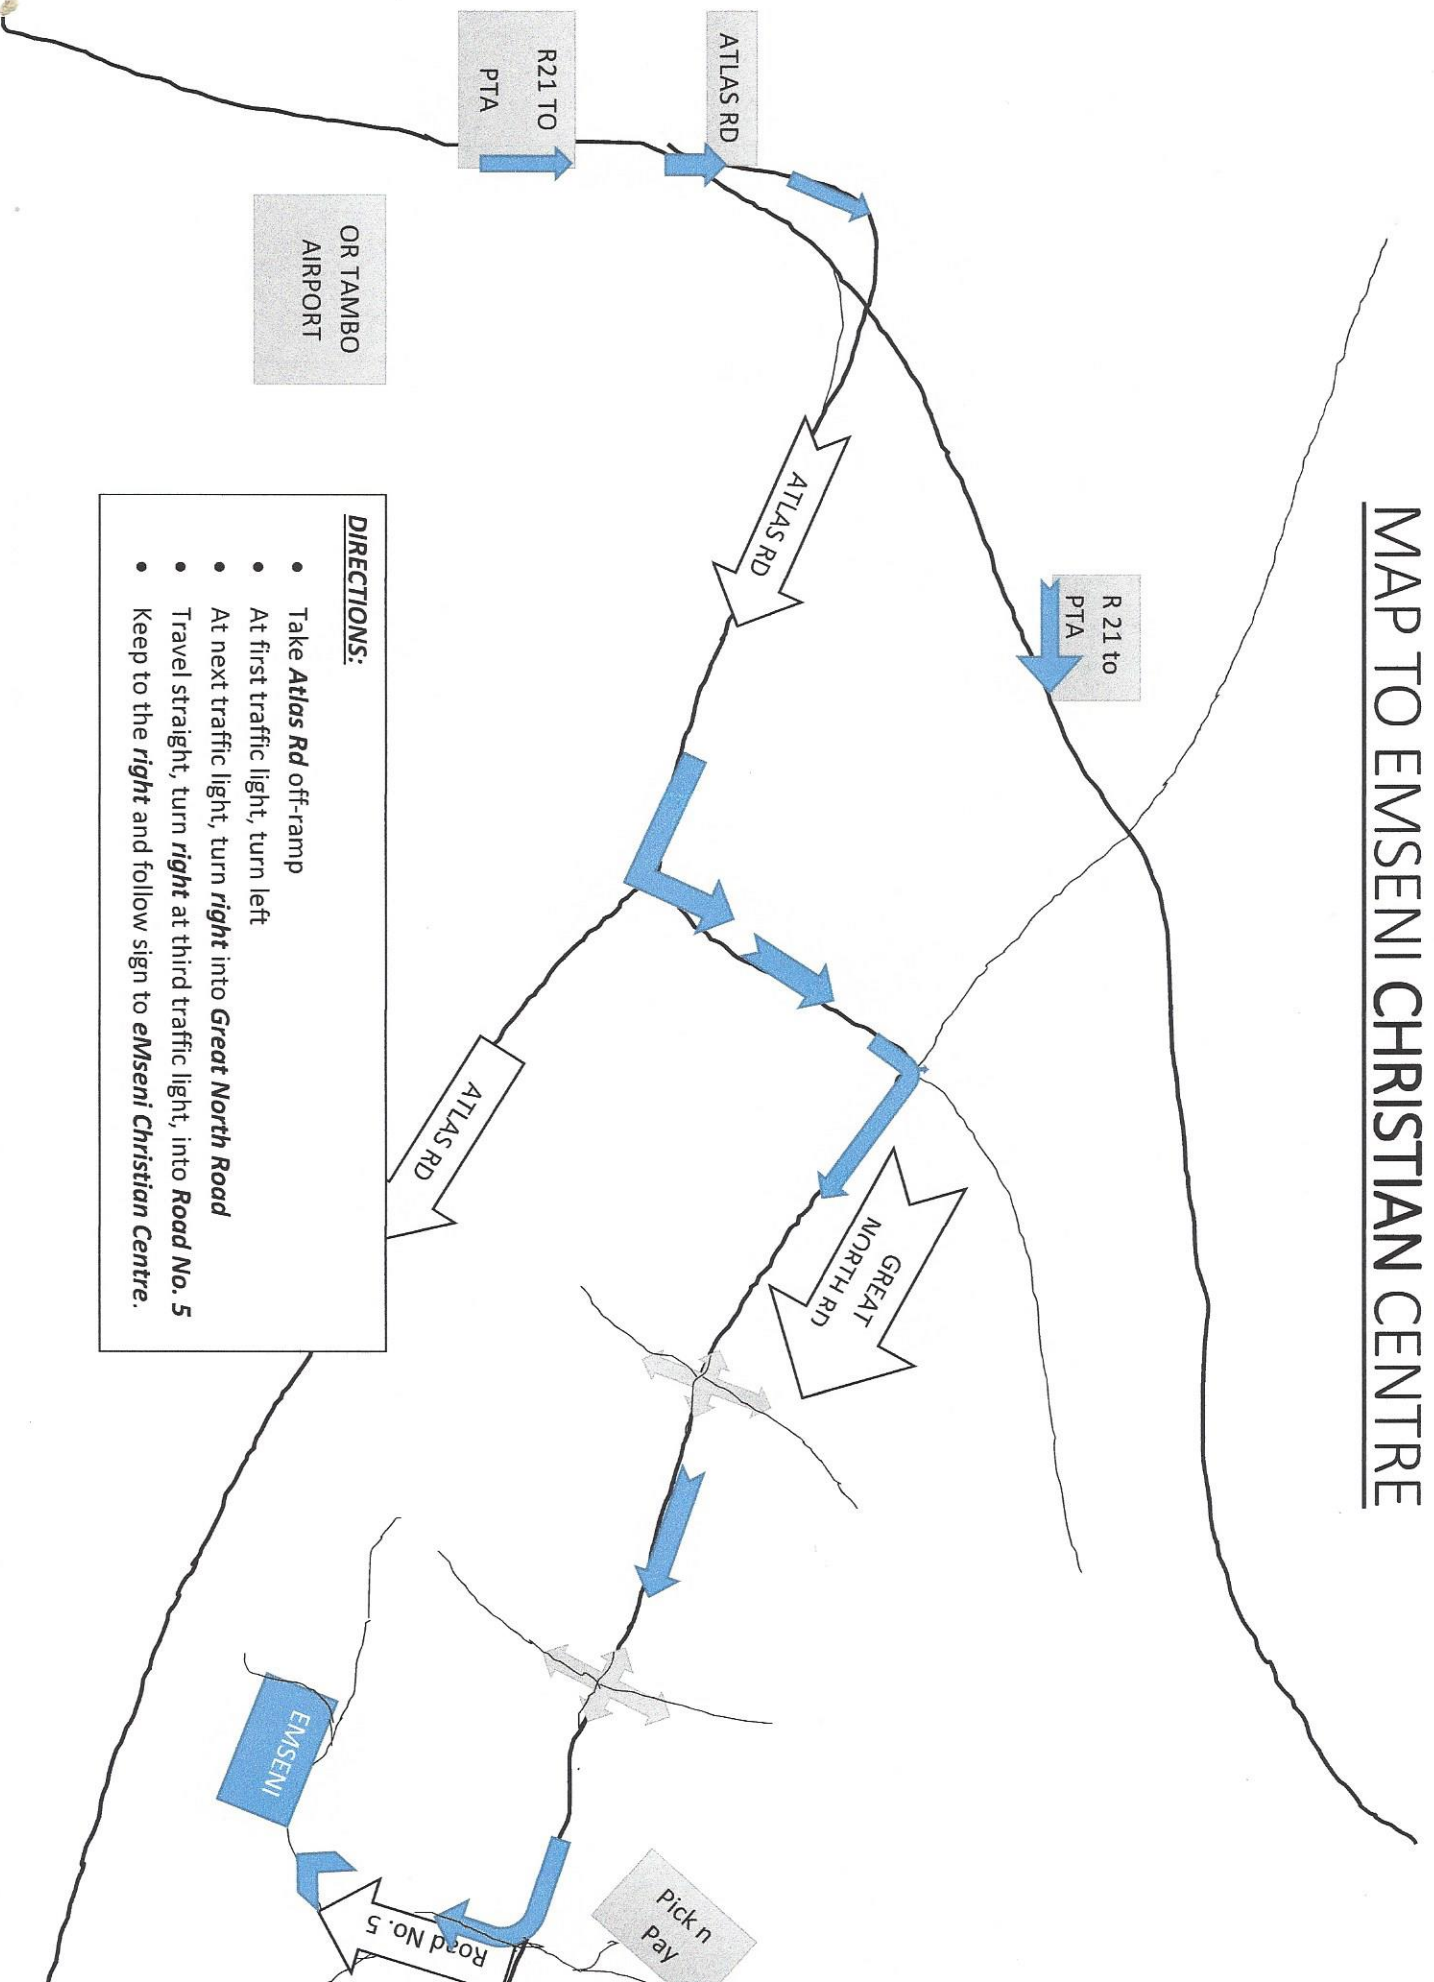 MAP TO EMSENI CHRISTIAN CENTRE
ATLAS RD
R21 TO
PTA
OR TAMBO
AIRPORT
R 21 to
PTA
ATLAS RD
ATLAS RD
GREAT
NORTH RD
Pick n
Pay
Road No. 5
EMSENI
DIRECTIONS:
• Take Atlas Rd off-ramp
• At first traffic light, turn left
• At next traffic light, turn right into Great North Road
• Travel straight, turn right at third traffic light, into Road No. 5
• Keep to the right and follow sign to eMseni Christian Centre.